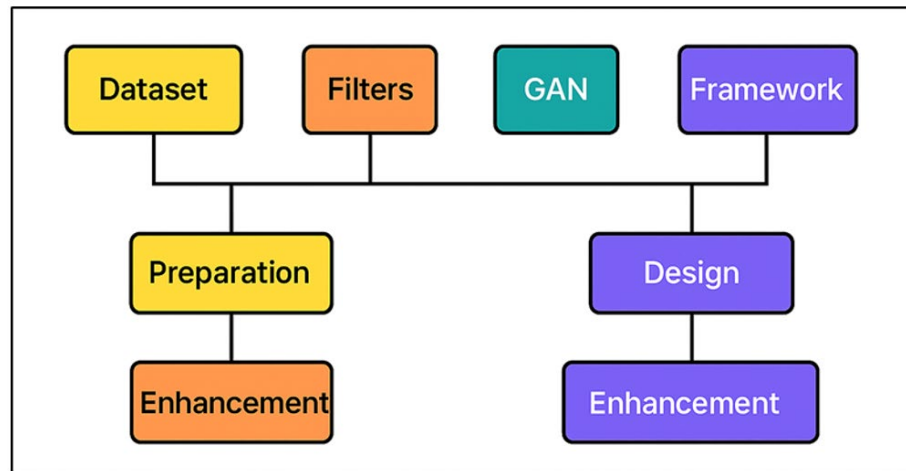 Dataset
Filters
GAN
Framework
Preparation
Design
Enhancement
Enhancement